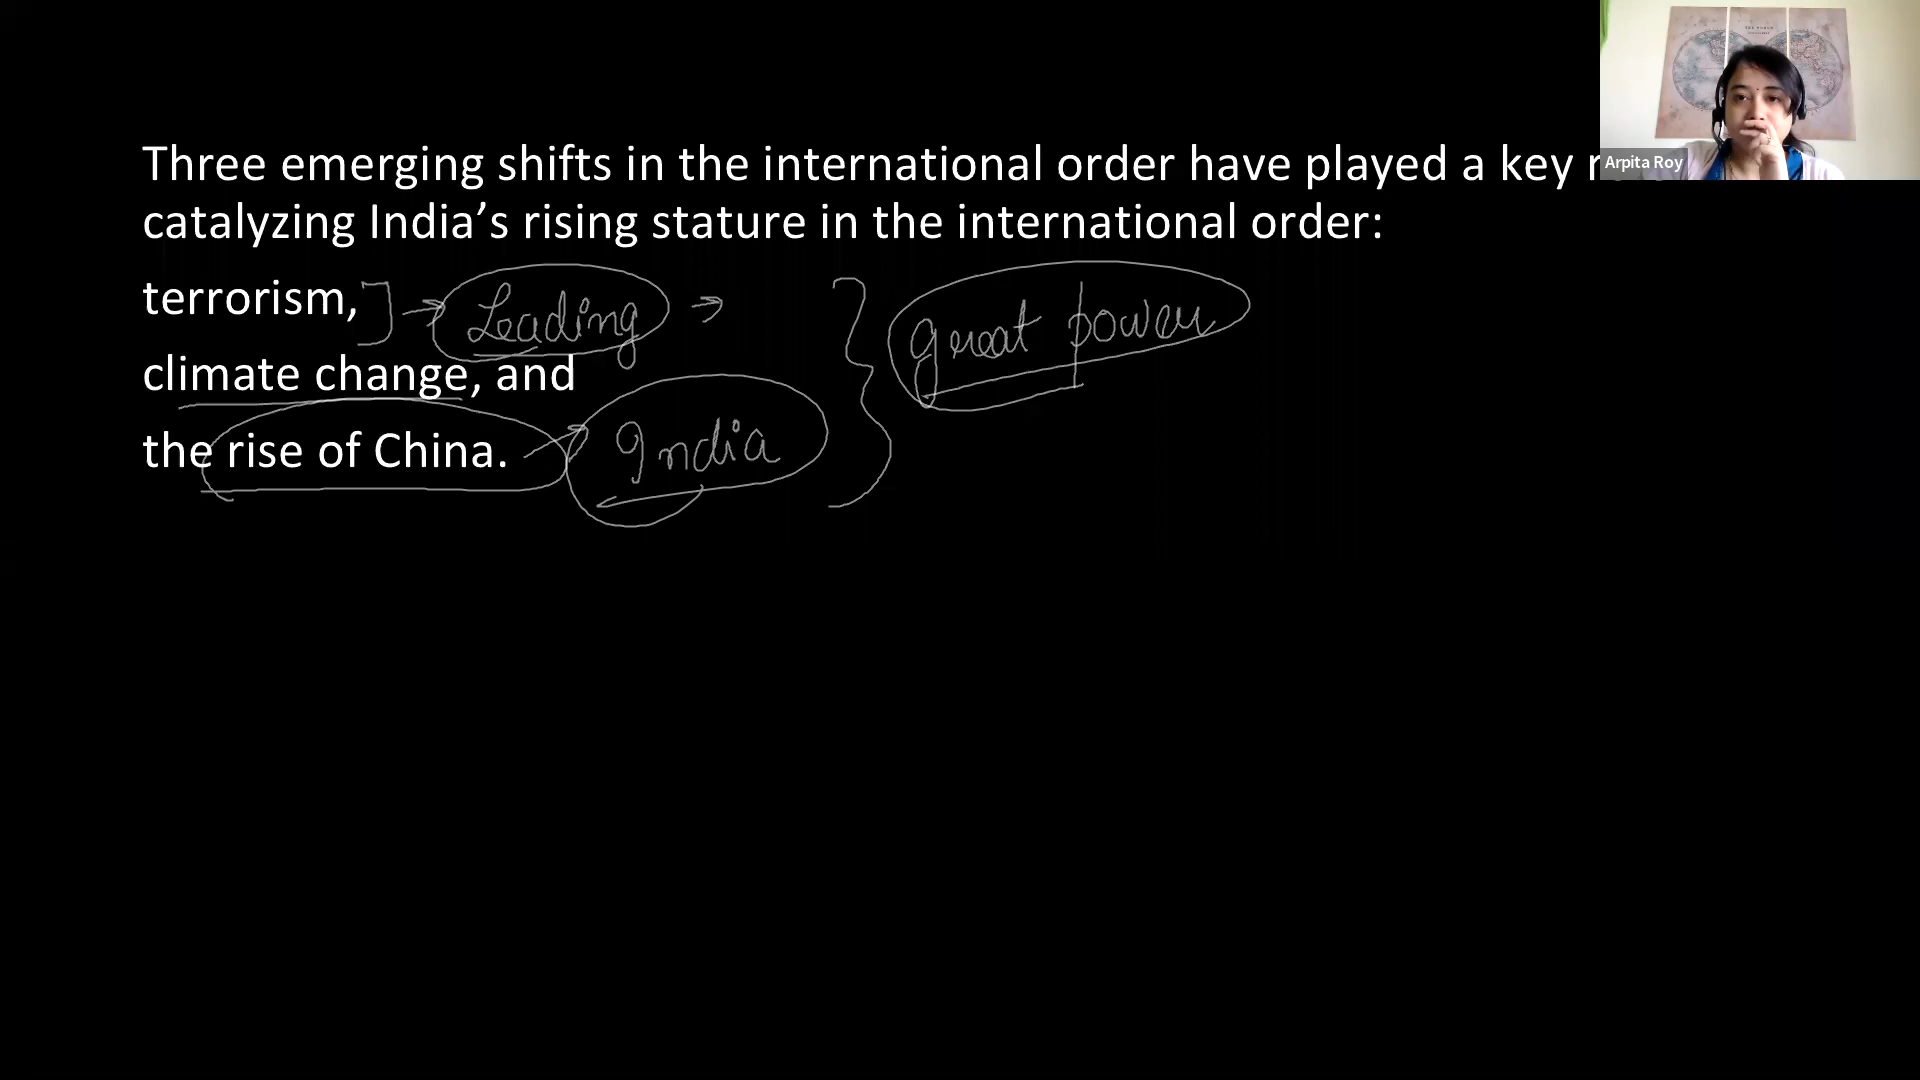 Three emerging shifts in the international order have played a key
Arpita Roy
catalyzing India’s rising stature in the international order:
terrorism,
Leading
great power
climate change, and
the rise of China.
India